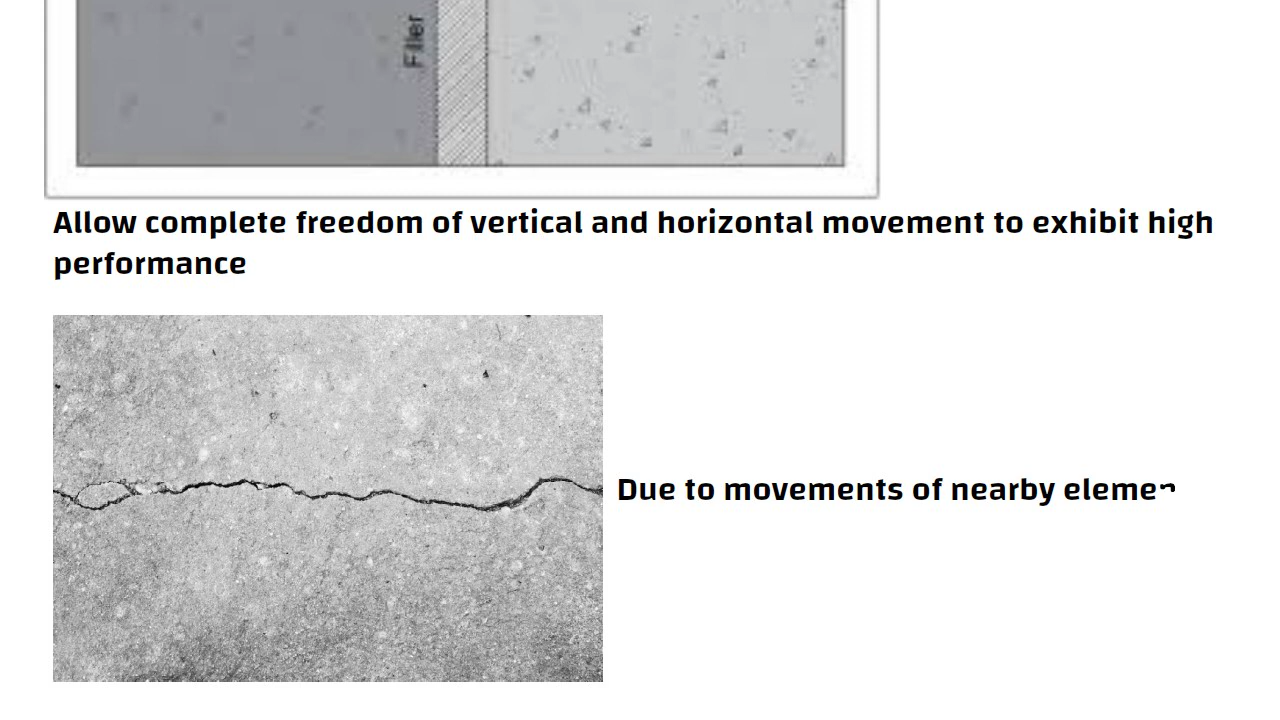 Filler
Allow complete freedom of vertical and horizontal movement to exhibit high
performance
Due to movements of nearby eleme